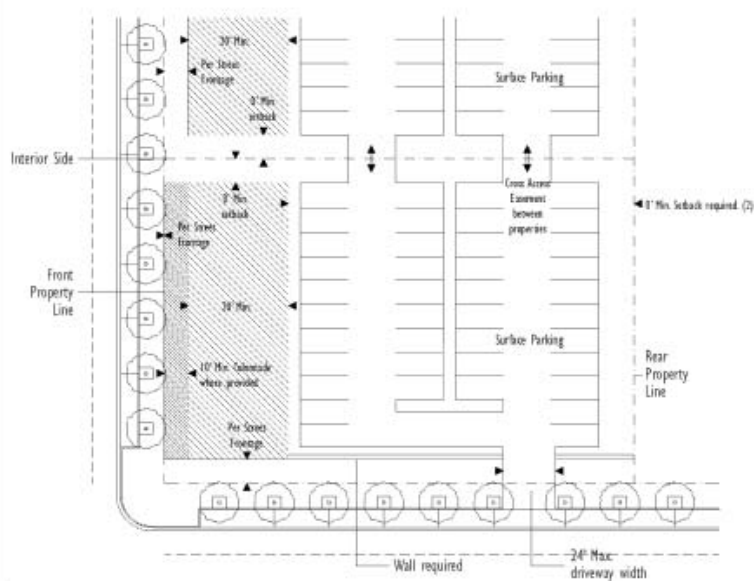 20' Min.
Per Street
Frontage
Surface Parking
0' Min
setback
Interior Side
Cross Access
Easement
between
properties
0' Min
setback
0' Min. Setback required. (2)
Per Street
Frontage
Front
Property
Line
20' Min.
Surface Parking
Rear
Property
Line
10' Min. Colonnade
where provided
Per Street
Frontage
Wall required
24' Max.
driveway width